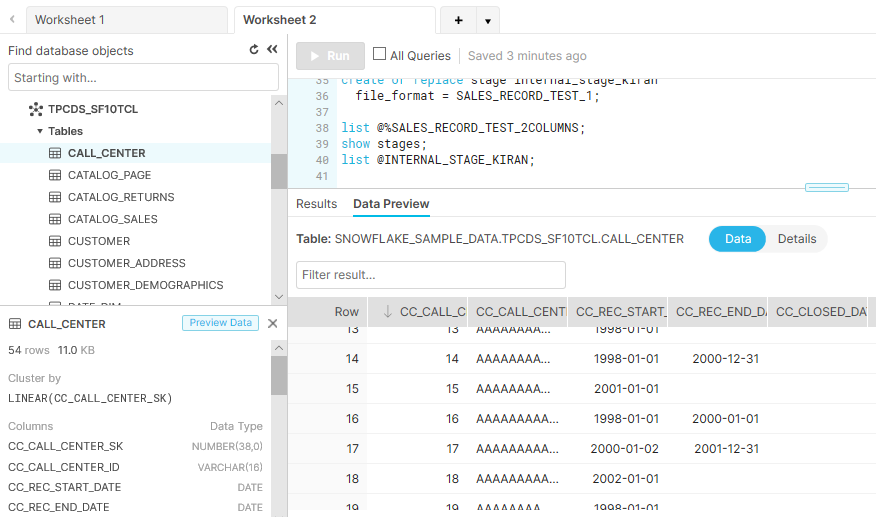 Worksheet 1
Worksheet 2
Find database objects
Starting with...
TPCDS_SF10TCL
Tables
CALL_CENTER
CATALOG_PAGE
CATALOG_RETURNS
CATALOG_SALES
CUSTOMER
CUSTOMER_ADDRESS
CUSTOMER_DEMOGRAPHICS
DATE_DIM
CALL_CENTER Preview Data
54 rows 11.0 KB
Cluster by
LINEAR(CC_CALL_CENTER_SK)
Columns Data Type
CC_CALL_CENTER_SK NUMBER(38,0)
CC_CALL_CENTER_ID VARCHAR(16)
CC_REC_START_DATE DATE
CC_REC_END_DATE DATE
Run All Queries Saved 3 minutes ago
35 create or replace stage internal_stage_kiran
36 file_format = SALES_RECORD_TEST_1;
37
38 list @%SALES_RECORD_TEST_2COLUMNS;
39 show stages;
40 list @INTERNAL_STAGE_KIRAN;
41
Results Data Preview
Table: SNOWFLAKE_SAMPLE_DATA.TPCDS_SF10TCL.CALL_CENTER Data Details
Filter result...
Row CC_CALL_C CC_CALL_CENT CC_REC_START_ CC_REC_END_DA CC_CLOSED_DA
13 13 AAAAAAAA... 1998-01-01
14 14 AAAAAAAA... 1998-01-01 2000-12-31
15 15 AAAAAAAA... 2001-01-01
16 16 AAAAAAAAA... 1998-01-01 2000-01-01
17 17 AAAAAAAAA... 2000-01-02 2001-12-31
18 18 AAAAAAAAA... 2002-01-01
19 19 AAAAAAAA... 1998-01-01